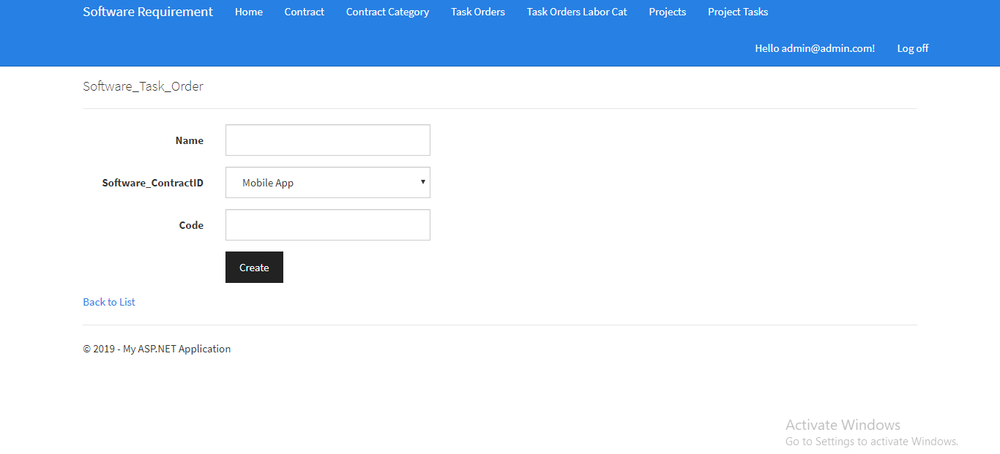 Software Requirement Home Contract Contract Category Task Orders Task Orders Labor Cat Projects Project Tasks
Hello admin@admin.com! Log off
Software_Task_Order
Name
Software_ContractID Mobile App
Code
Create
Back to List
© 2019 - My ASP.NET Application
Activate Windows
Go to Settings to activate Windows.